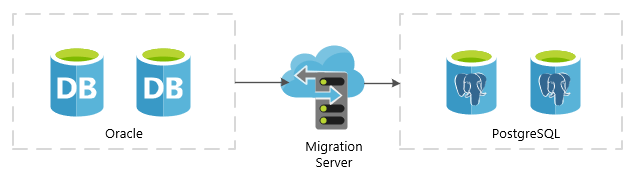 DB
DB
Oracle
Migration
Server
PostgreSQL